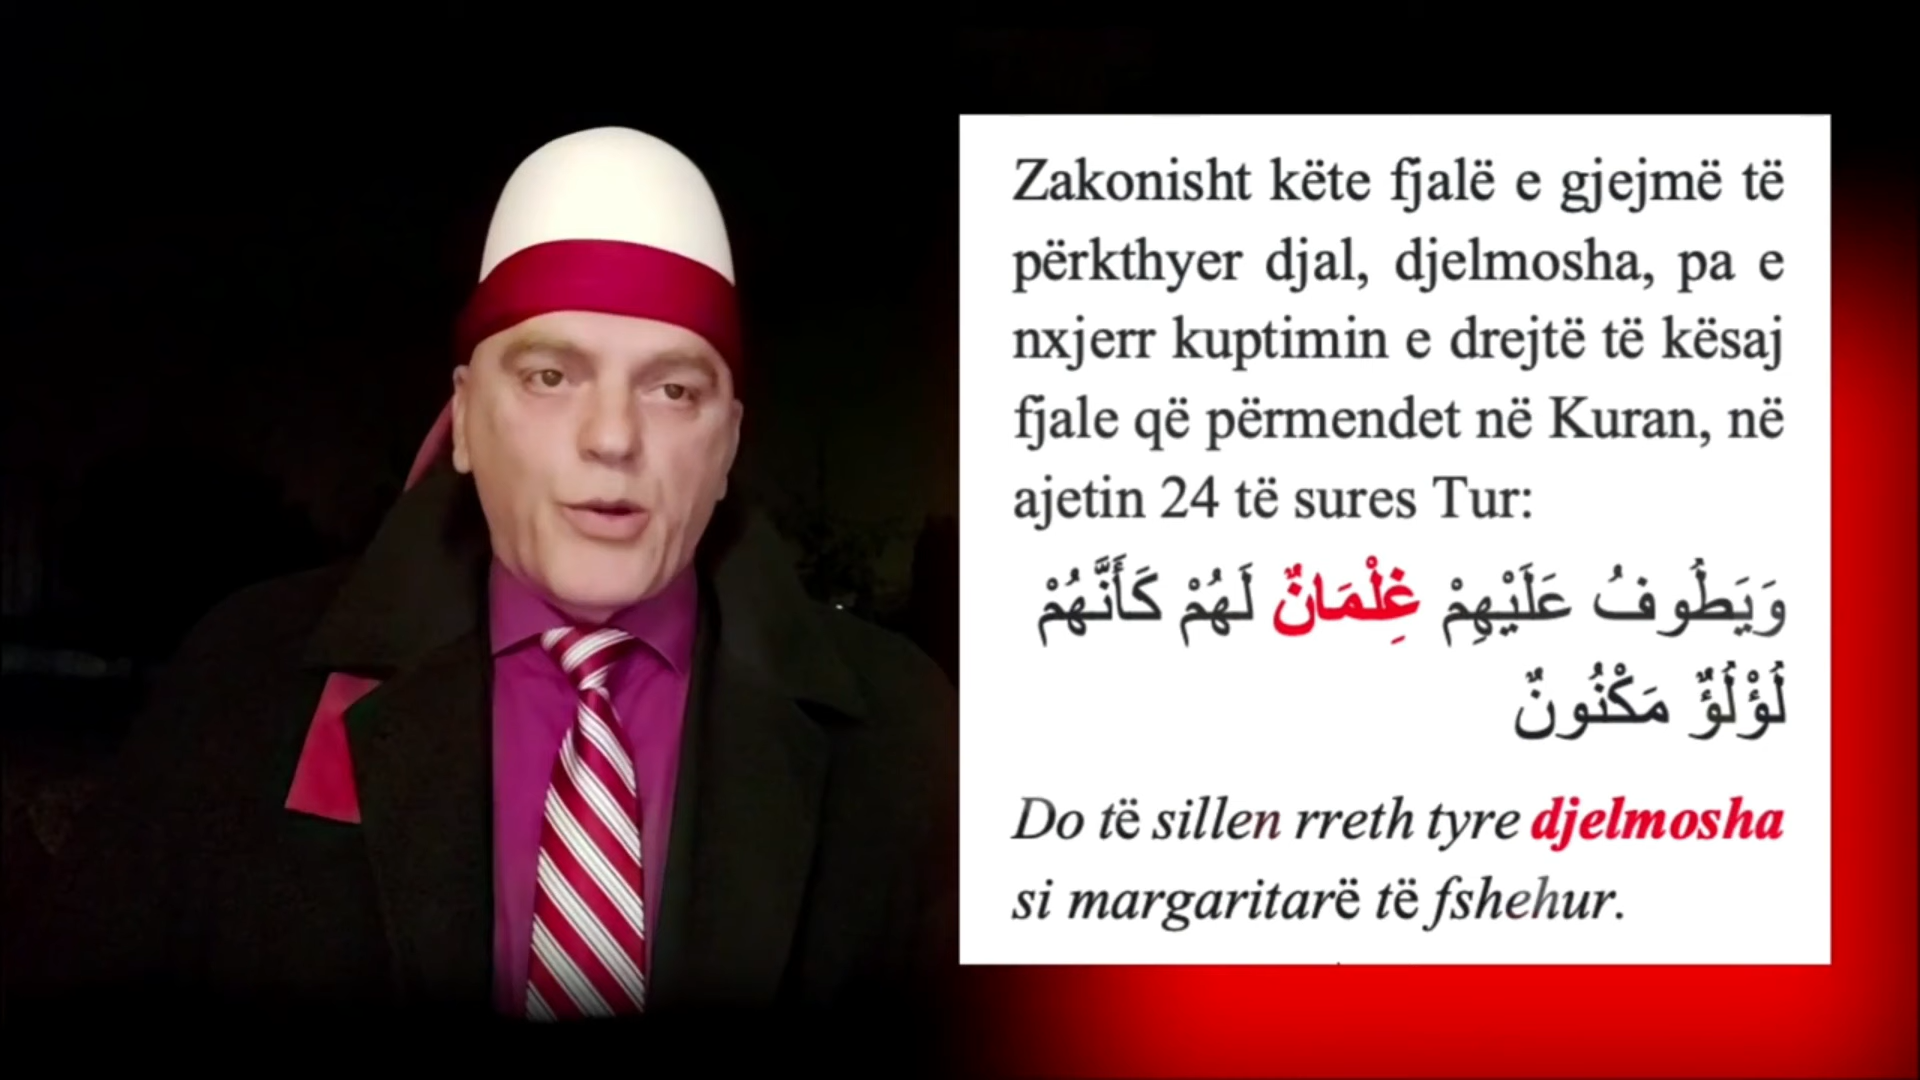 Zakonisht këte fjalë e gjejmë të
përkthyer djal, djelmosha, pa e
nxjerr kuptimin e drejtë të kësaj
fjale që përmendet në Kuran, në
ajetin 24 të sures Tur:
وَيَطُوفُ عَلَيْهِمْ غِلْمَانٌ لَهُمْ كَأَنَّهُمْ
لُؤْلُؤٌ مَكْنُونٌ
Do të sillen rreth tyre djelmosha
si margaritarë të fshehur.